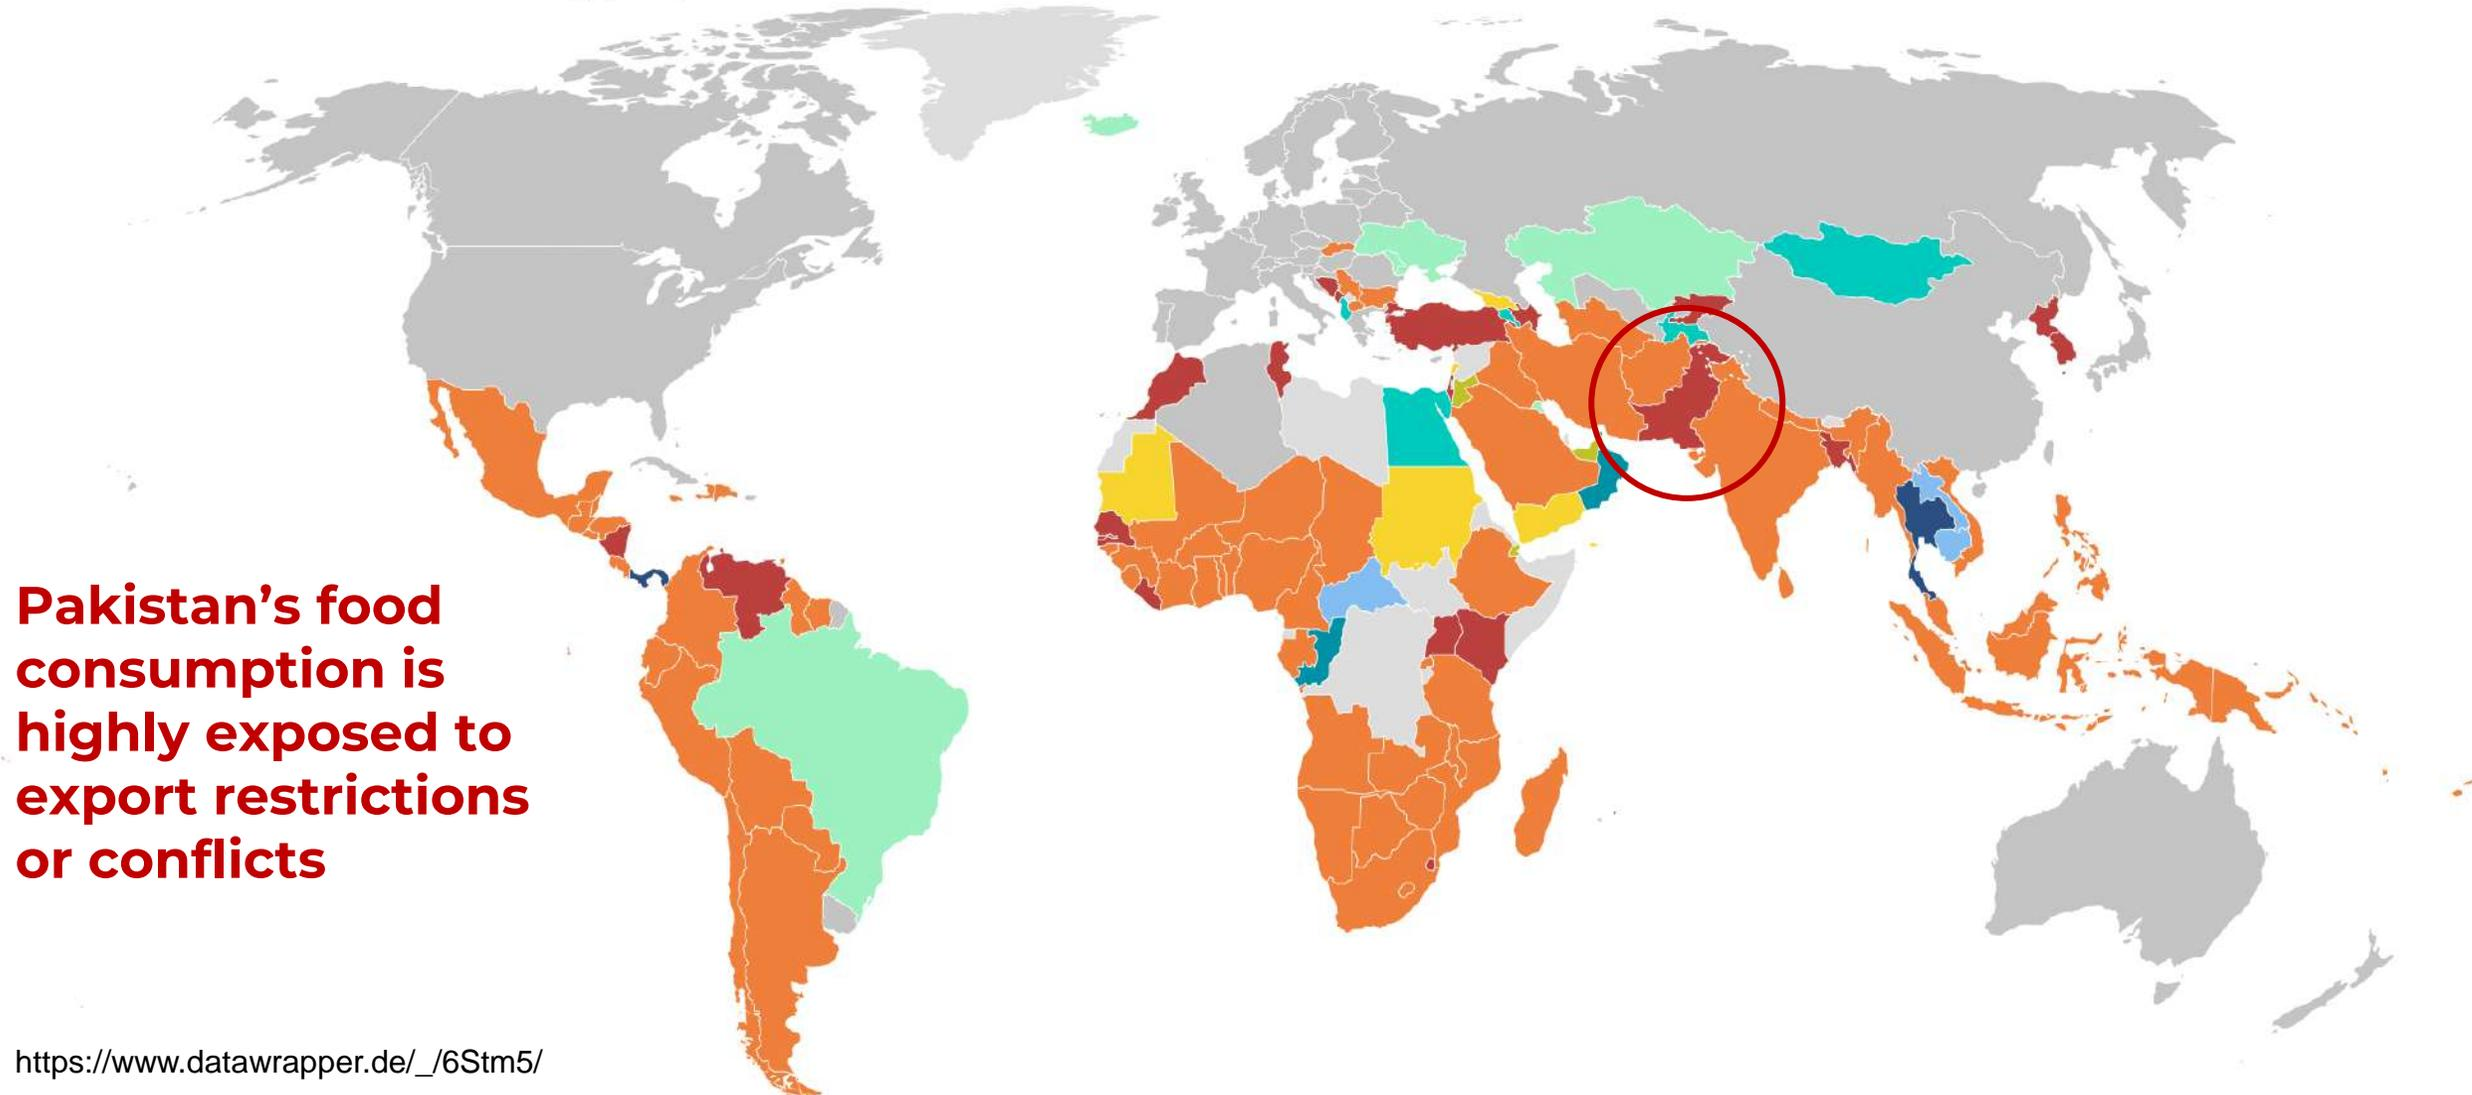 Pakistan’s food
consumption is
highly exposed to
export restrictions
or conflicts
https://www.datawrapper.de/_/6Stm5/